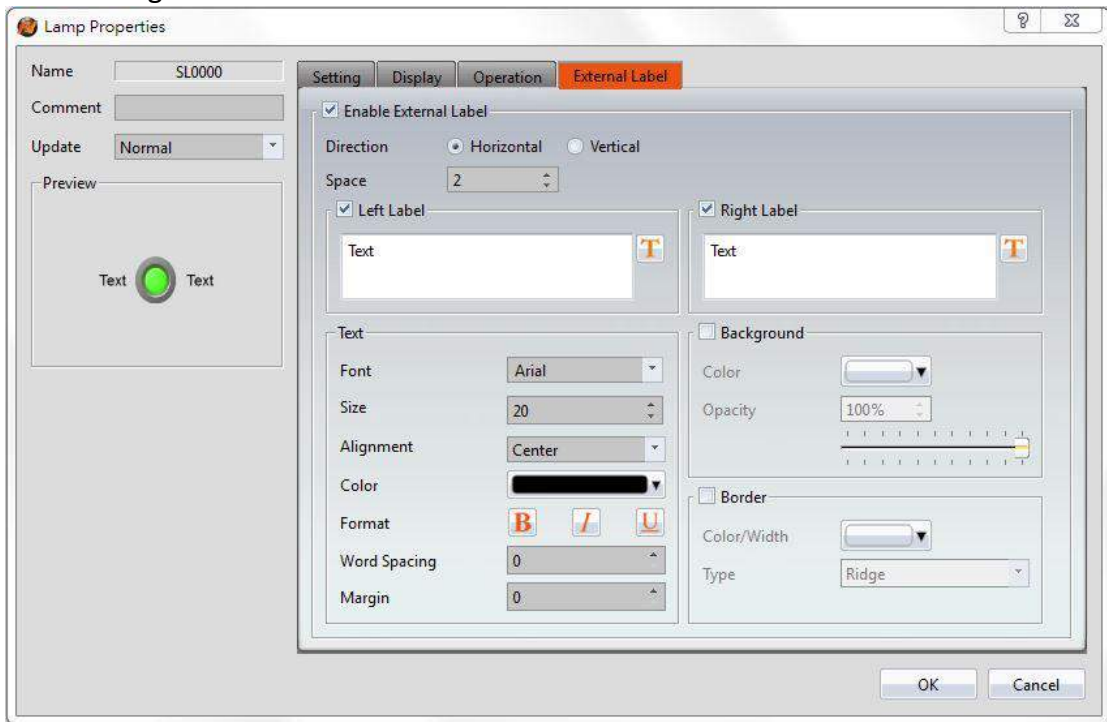 Lamp Properties
Name SL0000
Comment
Update Normal
Preview
Text Text
Setting Display Operation External Label
Enable External Label
Direction Horizontal Vertical
Space 2
Left Label
Text T
Right Label
Text T
Text
Font Arial
Size 20
Alignment Center
Color
Format B I U
Word Spacing 0
Margin 0
Background
Color
Opacity 100%
Border
Color/Width
Type Ridge
OK Cancel